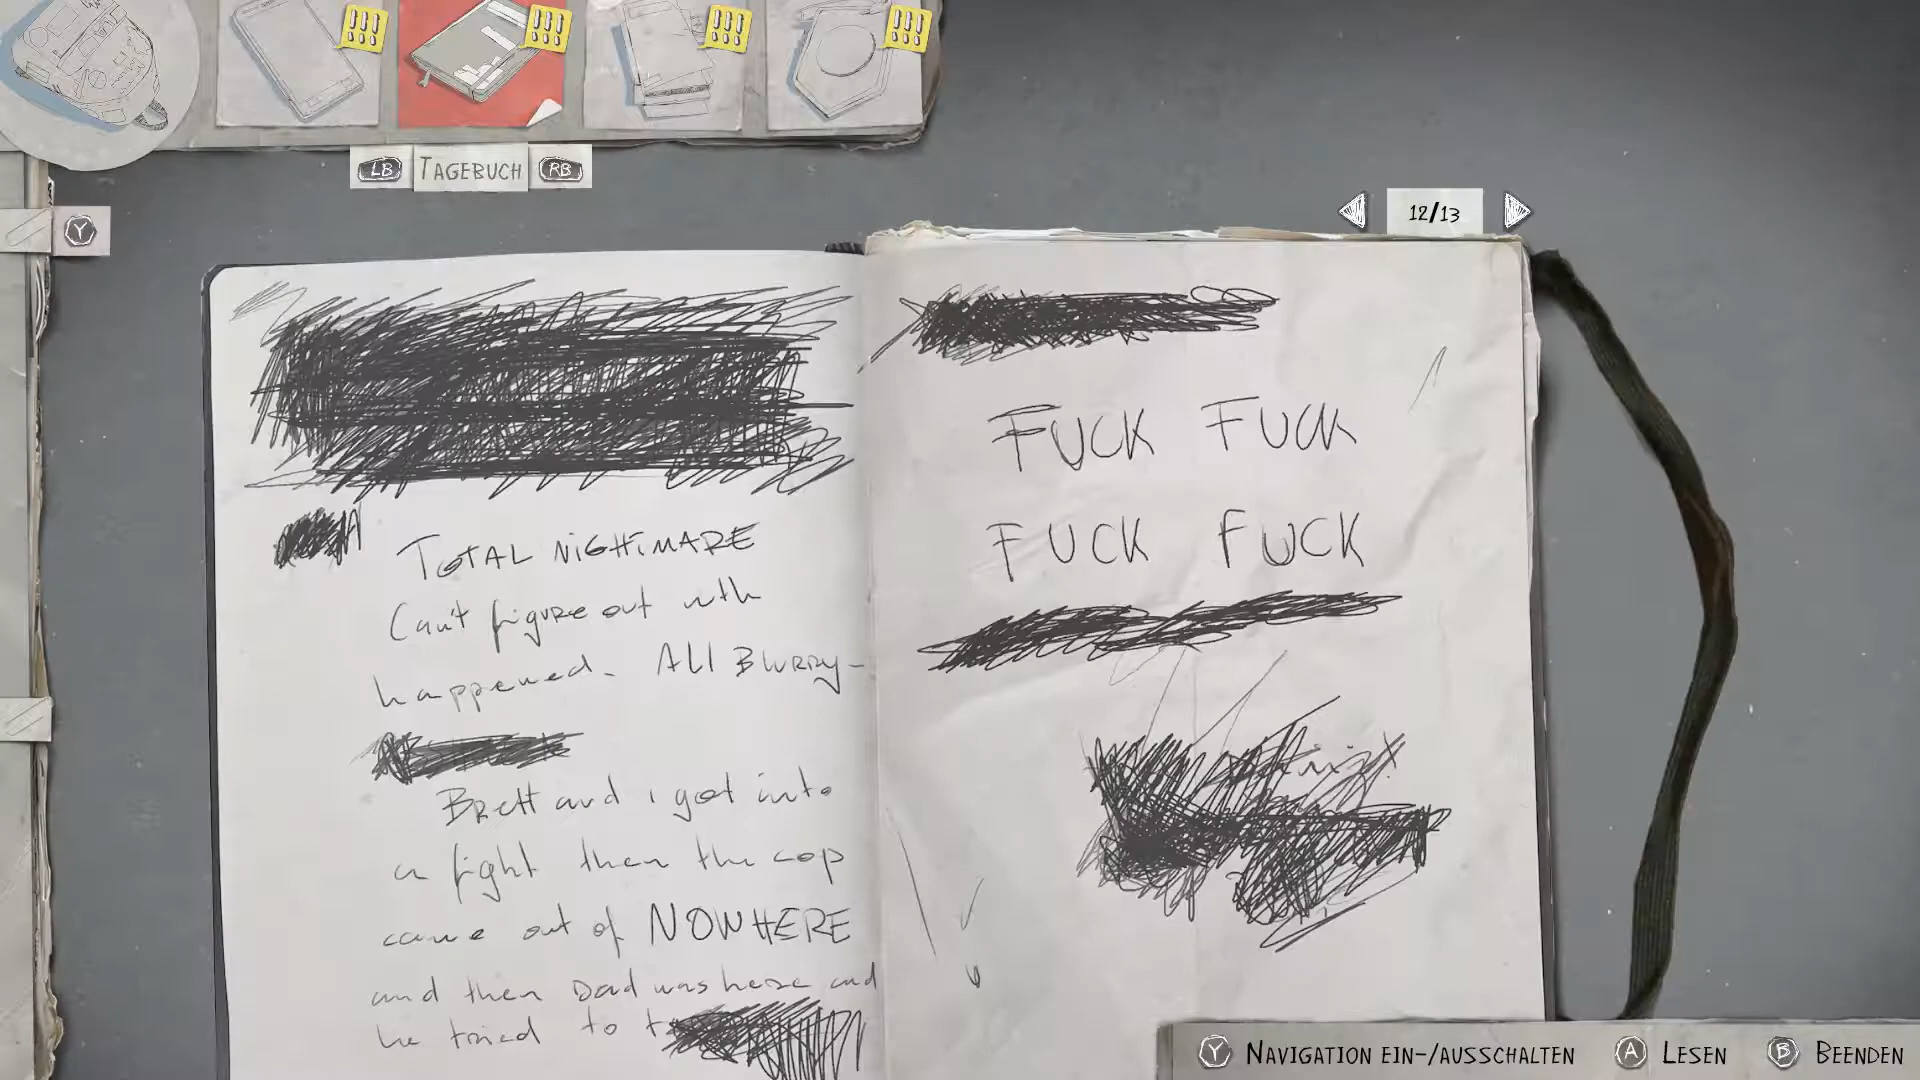 LB TAGEBUCH RB
Y
12/13
TOTAL NIGHTMARE
Can't figure out wth
happened. All Blurry-
Brett and i got into
a fight then the cop
came out of NOWHERE
and then Dad was here and
he tried to t
FUCK FUCK
FUCK FUCK
Y NAVIGATION EIN-/AUSSCHALTEN A LESEN B BEENDEN